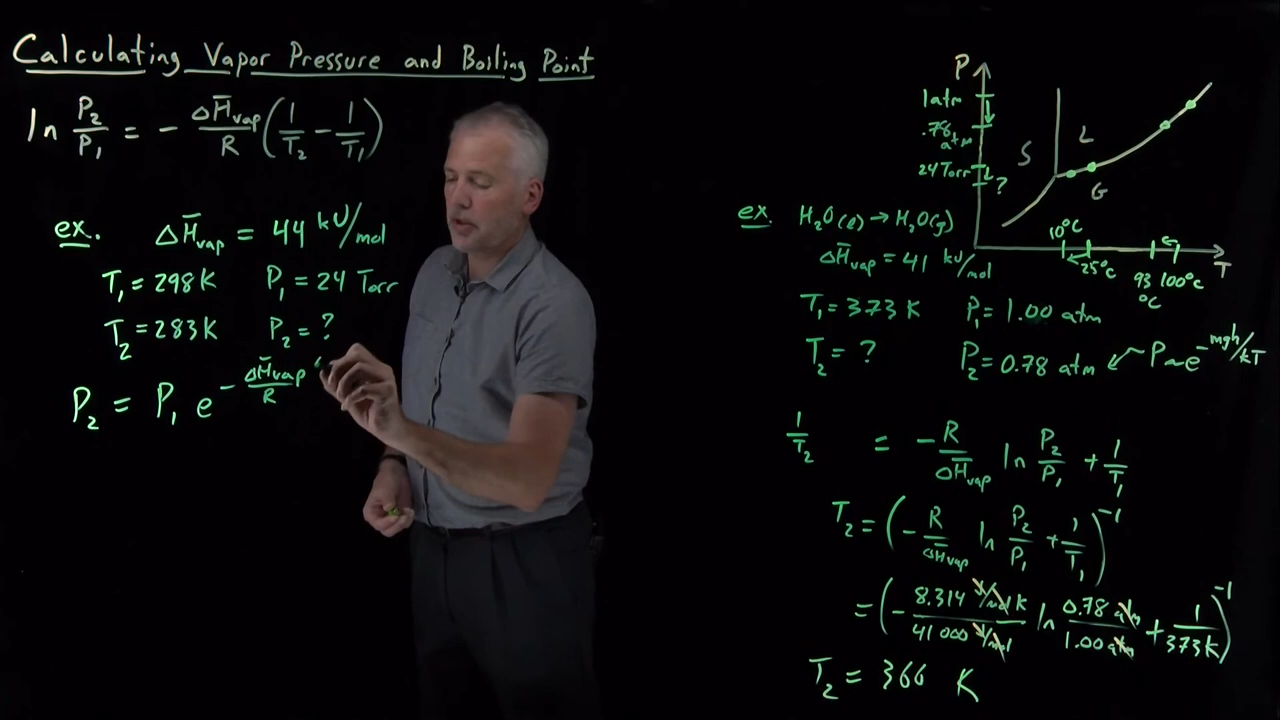 Calculating Vapor Pressure and Boiling Point
ln P₂/P₁ = - ΔH̄vap/R (1/T₂ - 1/T₁)
ex. ΔH̄vap = 44 kJ/mol
T₁ = 298 K P₁ = 24 Torr
T₂ = 283 K P₂ = ?
P₂ = P₁ e^(- ΔH̄vap/R (
P
1 atm
.78 atm
24 Torr
?
S
L
G
10°C
25°C
93 °C
100°C
T
ex. H₂O(l) → H₂O(g)
ΔH̄vap = 41 kJ/mol
T₁ = 373 K P₁ = 1.00 atm
T₂ = ? P₂ = 0.78 atm ↙ P ~ e^(-mgh/kT)
1/T₂ = - R/ΔH̄vap ln P₂/P₁ + 1/T₁
T₂ = (- R/ΔH̄vap ln P₂/P₁ + 1/T₁)⁻¹
= (- 8.314 J/mol K / 41 000 J/mol ln 0.78 atm / 1.00 atm + 1/373 K)⁻¹
T₂ = 366 K